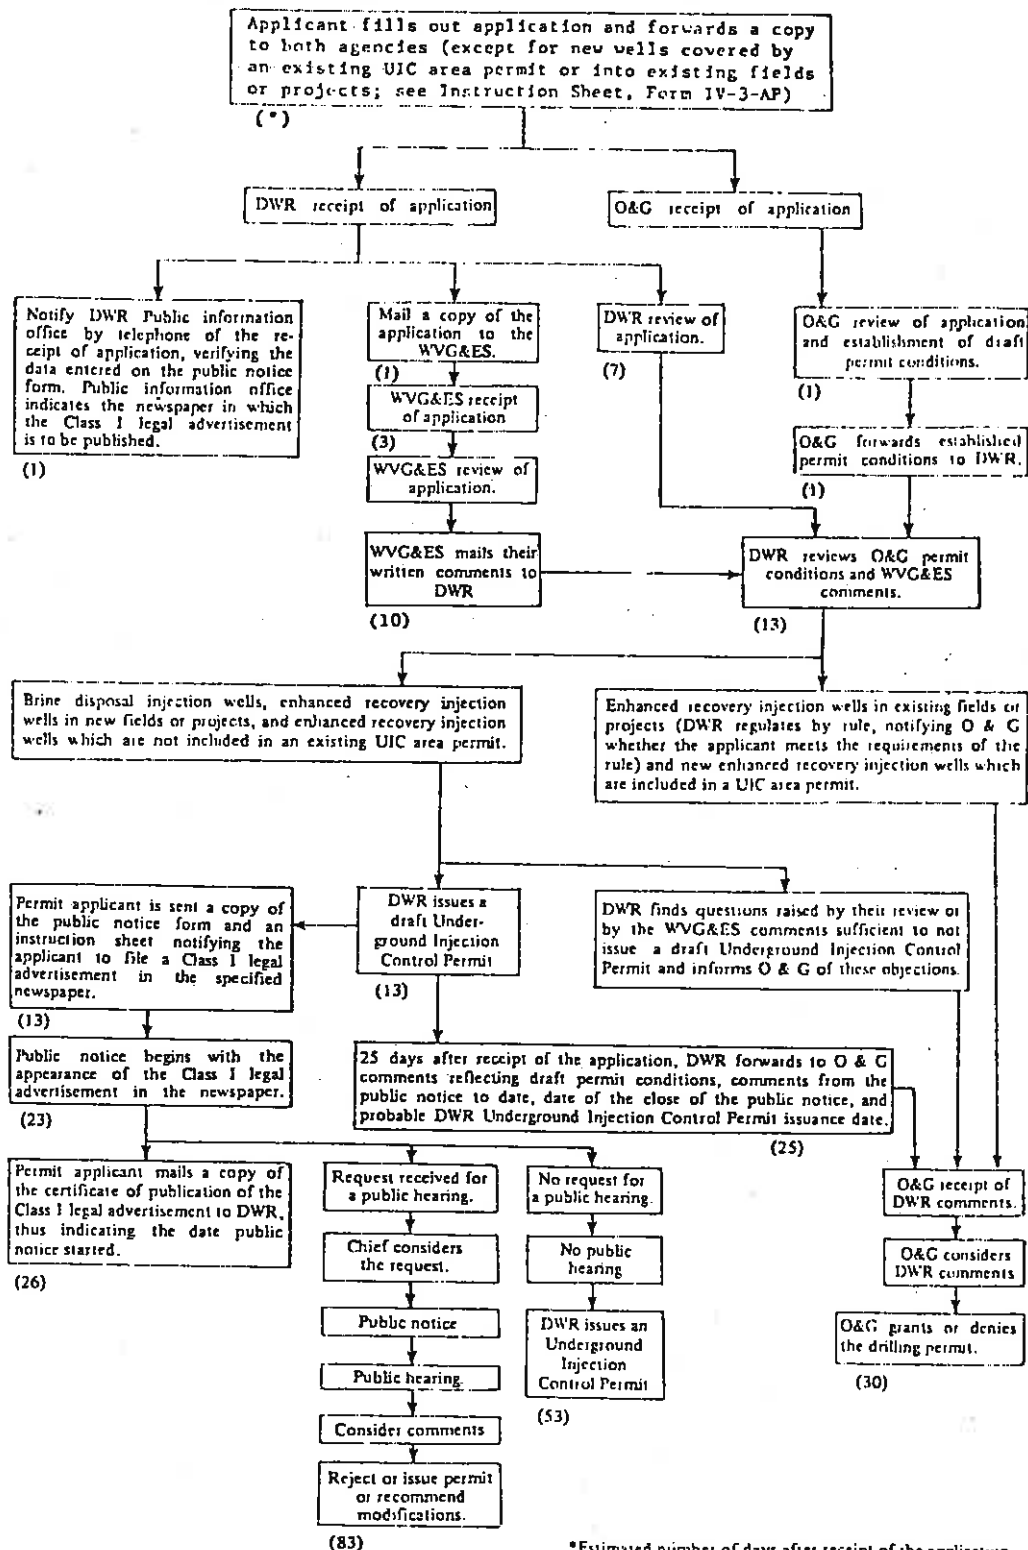 Applicant fills out application and forwards a copy
to both agencies (except for new wells covered by
an existing UIC area permit or into existing fields
or projects; see Instruction Sheet, Form IV-3-AP)
(*)
DWR receipt of application
O&G receipt of application
Notify DWR Public information
office by telephone of the re-
ceipt of application, verifying the
data entered on the public notice
form. Public information office
indicates the newspaper in which
the Class I legal advertisement
is to be published.
(1)
Mail a copy of the
application to the
WVG&ES.
(1)
DWR review of
application.
(7)
O&G review of application
and establishment of draft
permit conditions.
(1)
WVG&ES receipt
of application
(3)
O&G forwards established
permit conditions to DWR.
(1)
WVG&ES review of
application.
WVG&ES mails their
written comments to
DWR
(10)
DWR reviews O&G permit
conditions and WVG&ES
comments.
(13)
Brine disposal injection wells, enhanced recovery injection
wells in new fields or projects, and enhanced recovery injection
wells which are not included in an existing UIC area permit.
Enhanced recovery injection wells in existing fields or
projects (DWR regulates by rule, notifying O & G
whether the applicant meets the requirements of the
rule) and new enhanced recovery injection wells which
are included in a UIC area permit.
Permit applicant is sent a copy of
the public notice form and an
instruction sheet notifying the
applicant to file a Class I legal
advertisement in the specified
newspaper.
(13)
DWR issues a
draft Under-
ground Injection
Control Permit
(13)
DWR finds questions raised by their review or
by the WVG&ES comments sufficient to not
issue a draft Underground Injection Control
Permit and informs O & G of these objections.
Public notice begins with the
appearance of the Class I legal
advertisement in the newspaper.
(23)
25 days after receipt of the application, DWR forwards to O & G
comments reflecting draft permit conditions, comments from the
public notice to date, date of the close of the public notice, and
probable DWR Underground Injection Control Permit issuance date.
(25)
Permit applicant mails a copy of
the certificate of publication of the
Class I legal advertisement to DWR,
thus indicating the date public
notice started.
(26)
Request received for
a public hearing.
No request for
a public hearing.
O&G receipt of
DWR comments.
Chief considers
the request.
No public
hearing
O&G considers
DWR comments
Public notice
DWR issues an
Underground
Injection
Control Permit
(53)
O&G grants or denies
the drilling permit.
(30)
Public hearing.
Consider comments
Reject or issue permit
or recommend
modifications.
(83)
*Estimated number of days after receipt of the application